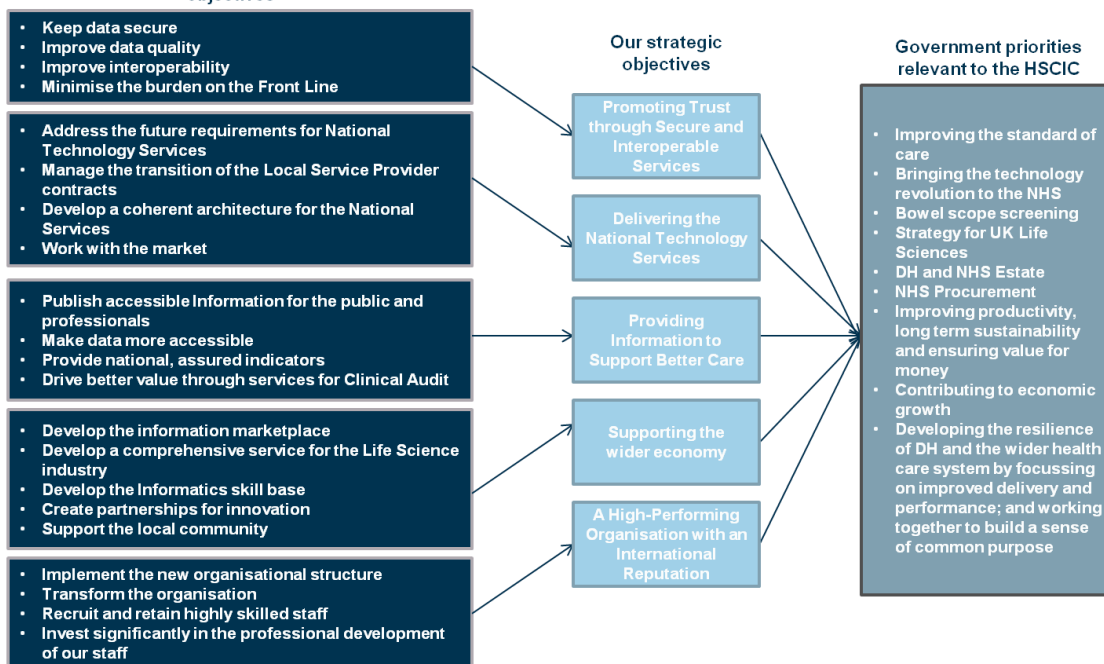 • Keep data secure
• Improve data quality
• Improve interoperability
• Minimise the burden on the Front Line
• Address the future requirements for National
Technology Services
• Manage the transition of the Local Service Provider
contracts
• Develop a coherent architecture for the National
Services
• Work with the market
• Publish accessible Information for the public and
professionals
• Make data more accessible
• Provide national, assured indicators
• Drive better value through services for Clinical Audit
• Develop the information marketplace
• Develop a comprehensive service for the Life Science
industry
• Develop the Informatics skill base
• Create partnerships for innovation
• Support the local community
• Implement the new organisational structure
• Transform the organisation
• Recruit and retain highly skilled staff
• Invest significantly in the professional development
of our staff
Our strategic
objectives
Promoting Trust
through Secure and
Interoperable
Services
Delivering the
National Technology
Services
Providing
Information to
Support Better Care
Supporting the
wider economy
A High-Performing
Organisation with an
International
Reputation
Government priorities
relevant to the HSCIC
• Improving the standard of
care
• Bringing the technology
revolution to the NHS
• Bowel scope screening
• Strategy for UK Life
Sciences
• DH and NHS Estate
• NHS Procurement
• Improving productivity,
long term sustainability
and ensuring value for
money
• Contributing to economic
growth
• Developing the resilience
of DH and the wider health
care system by focussing
on improved delivery and
performance; and working
together to build a sense
of common purpose